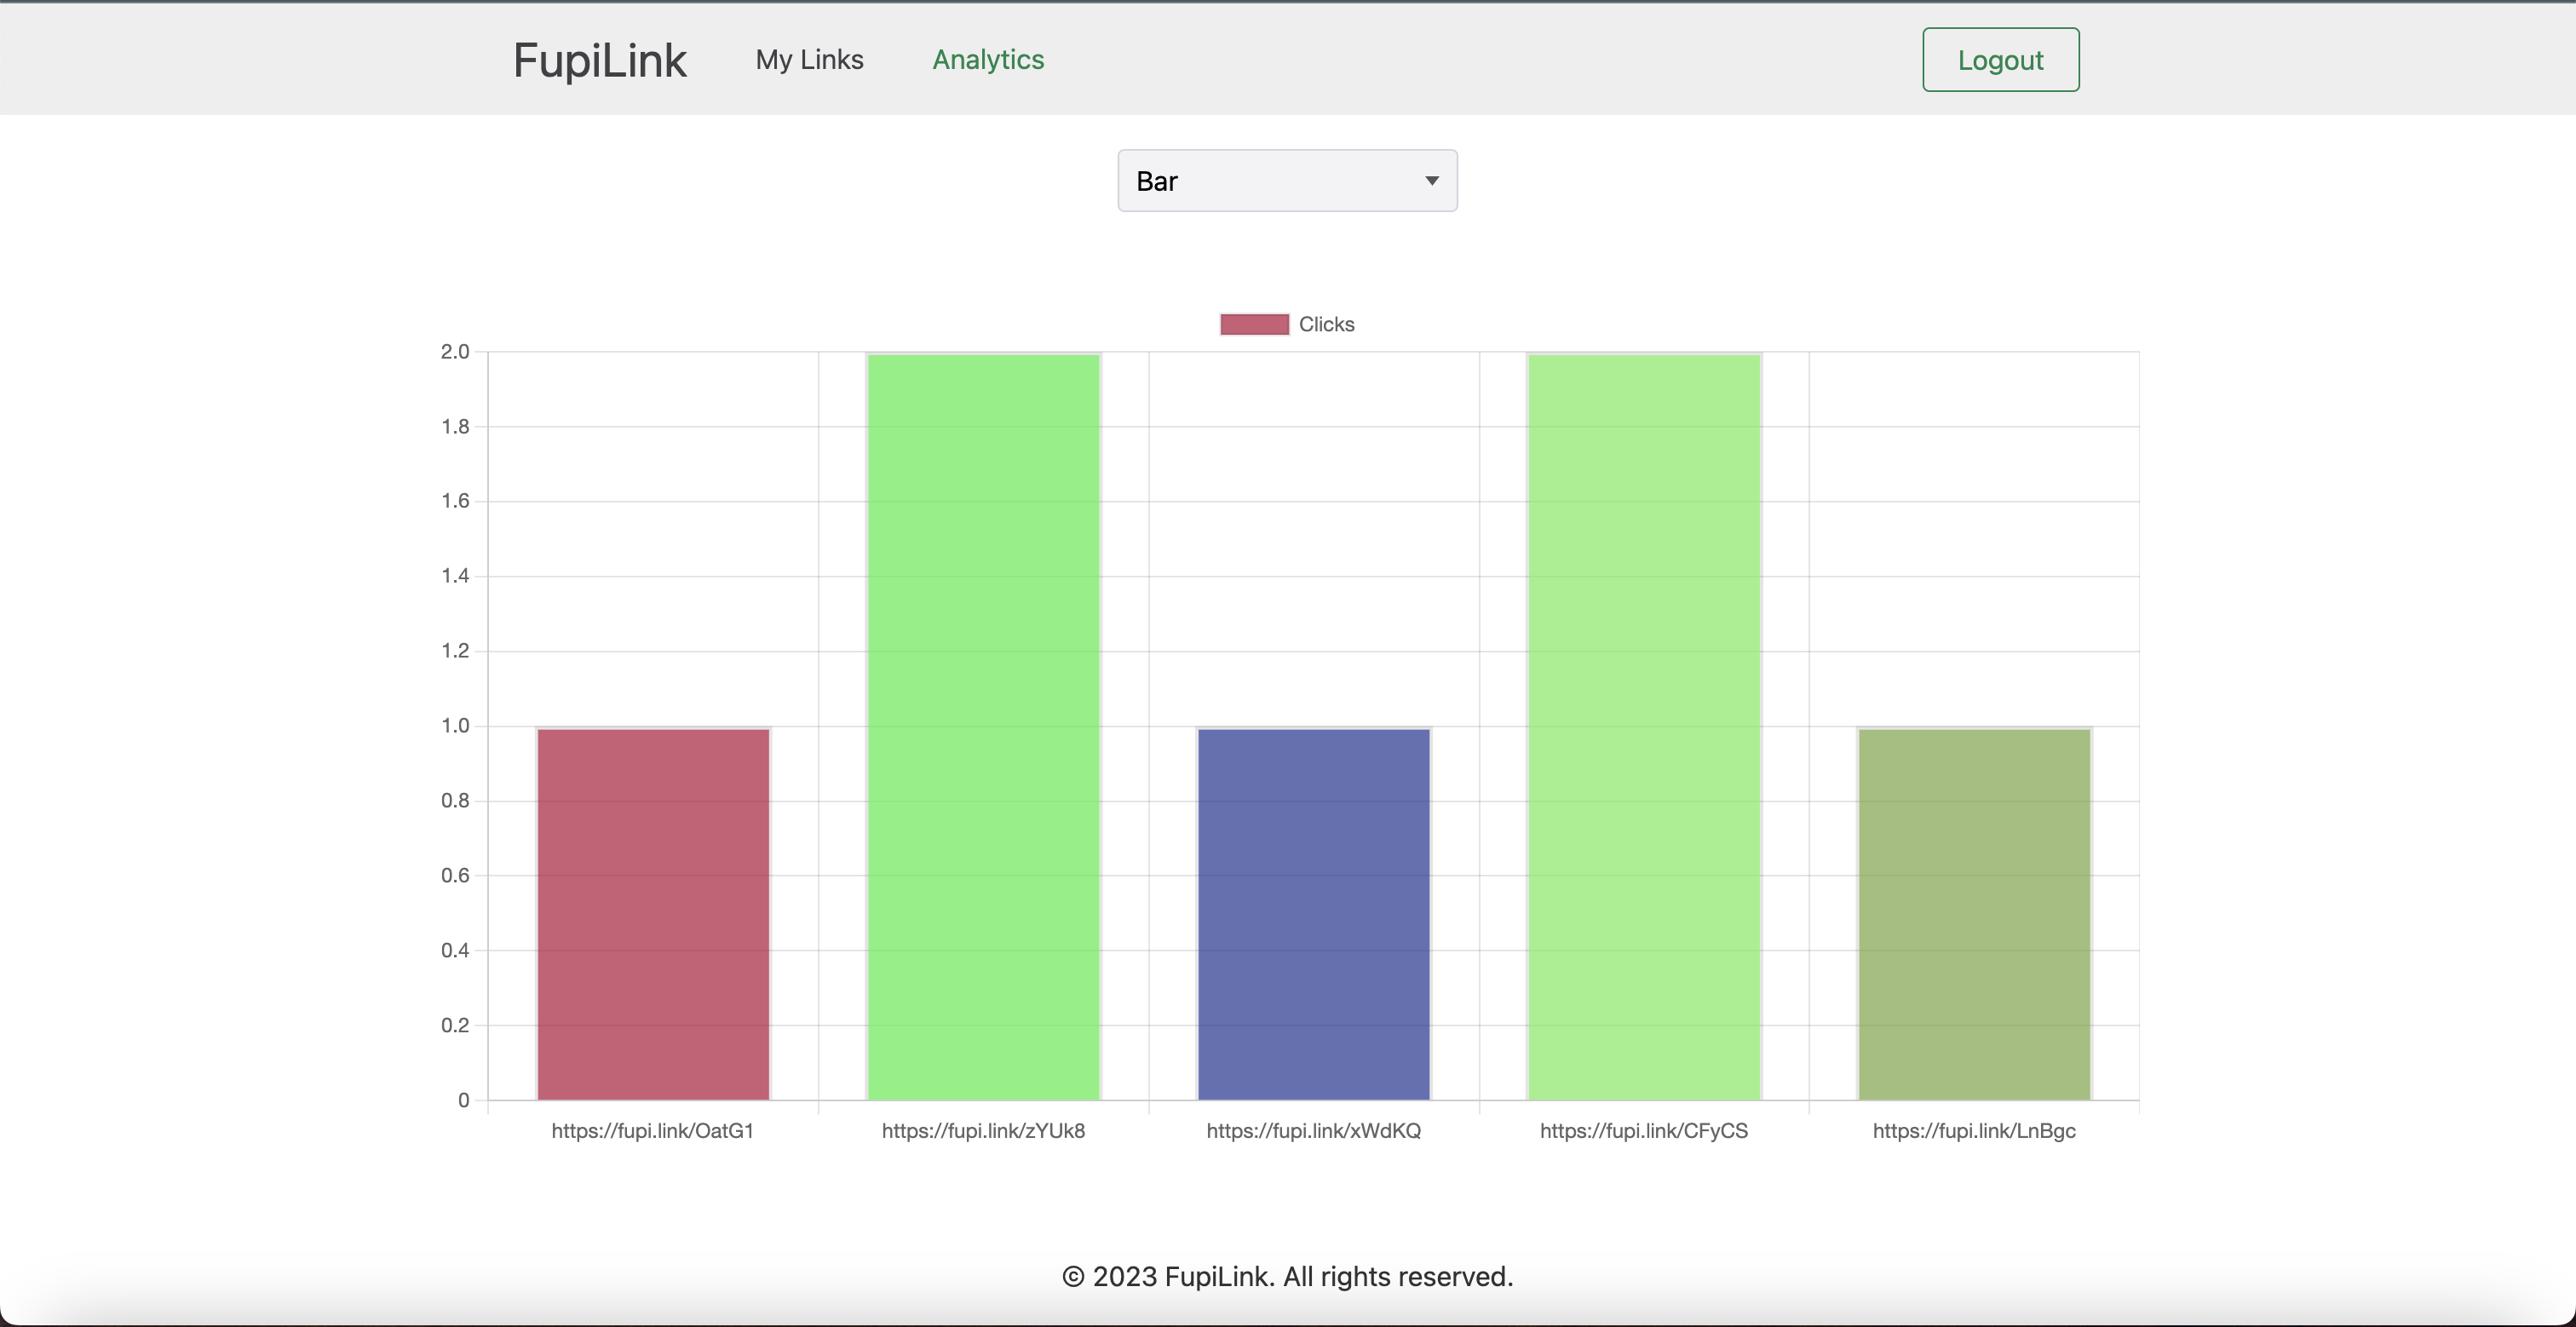 FupiLink My Links Analytics Logout
Bar
Clicks
2.0
1.8
1.6
1.4
1.2
1.0
0.8
0.6
0.4
0.2
0
https://fupi.link/OatG1 https://fupi.link/zYUk8 https://fupi.link/xWdKQ https://fupi.link/CFyCS https://fupi.link/LnBgc
© 2023 FupiLink. All rights reserved.